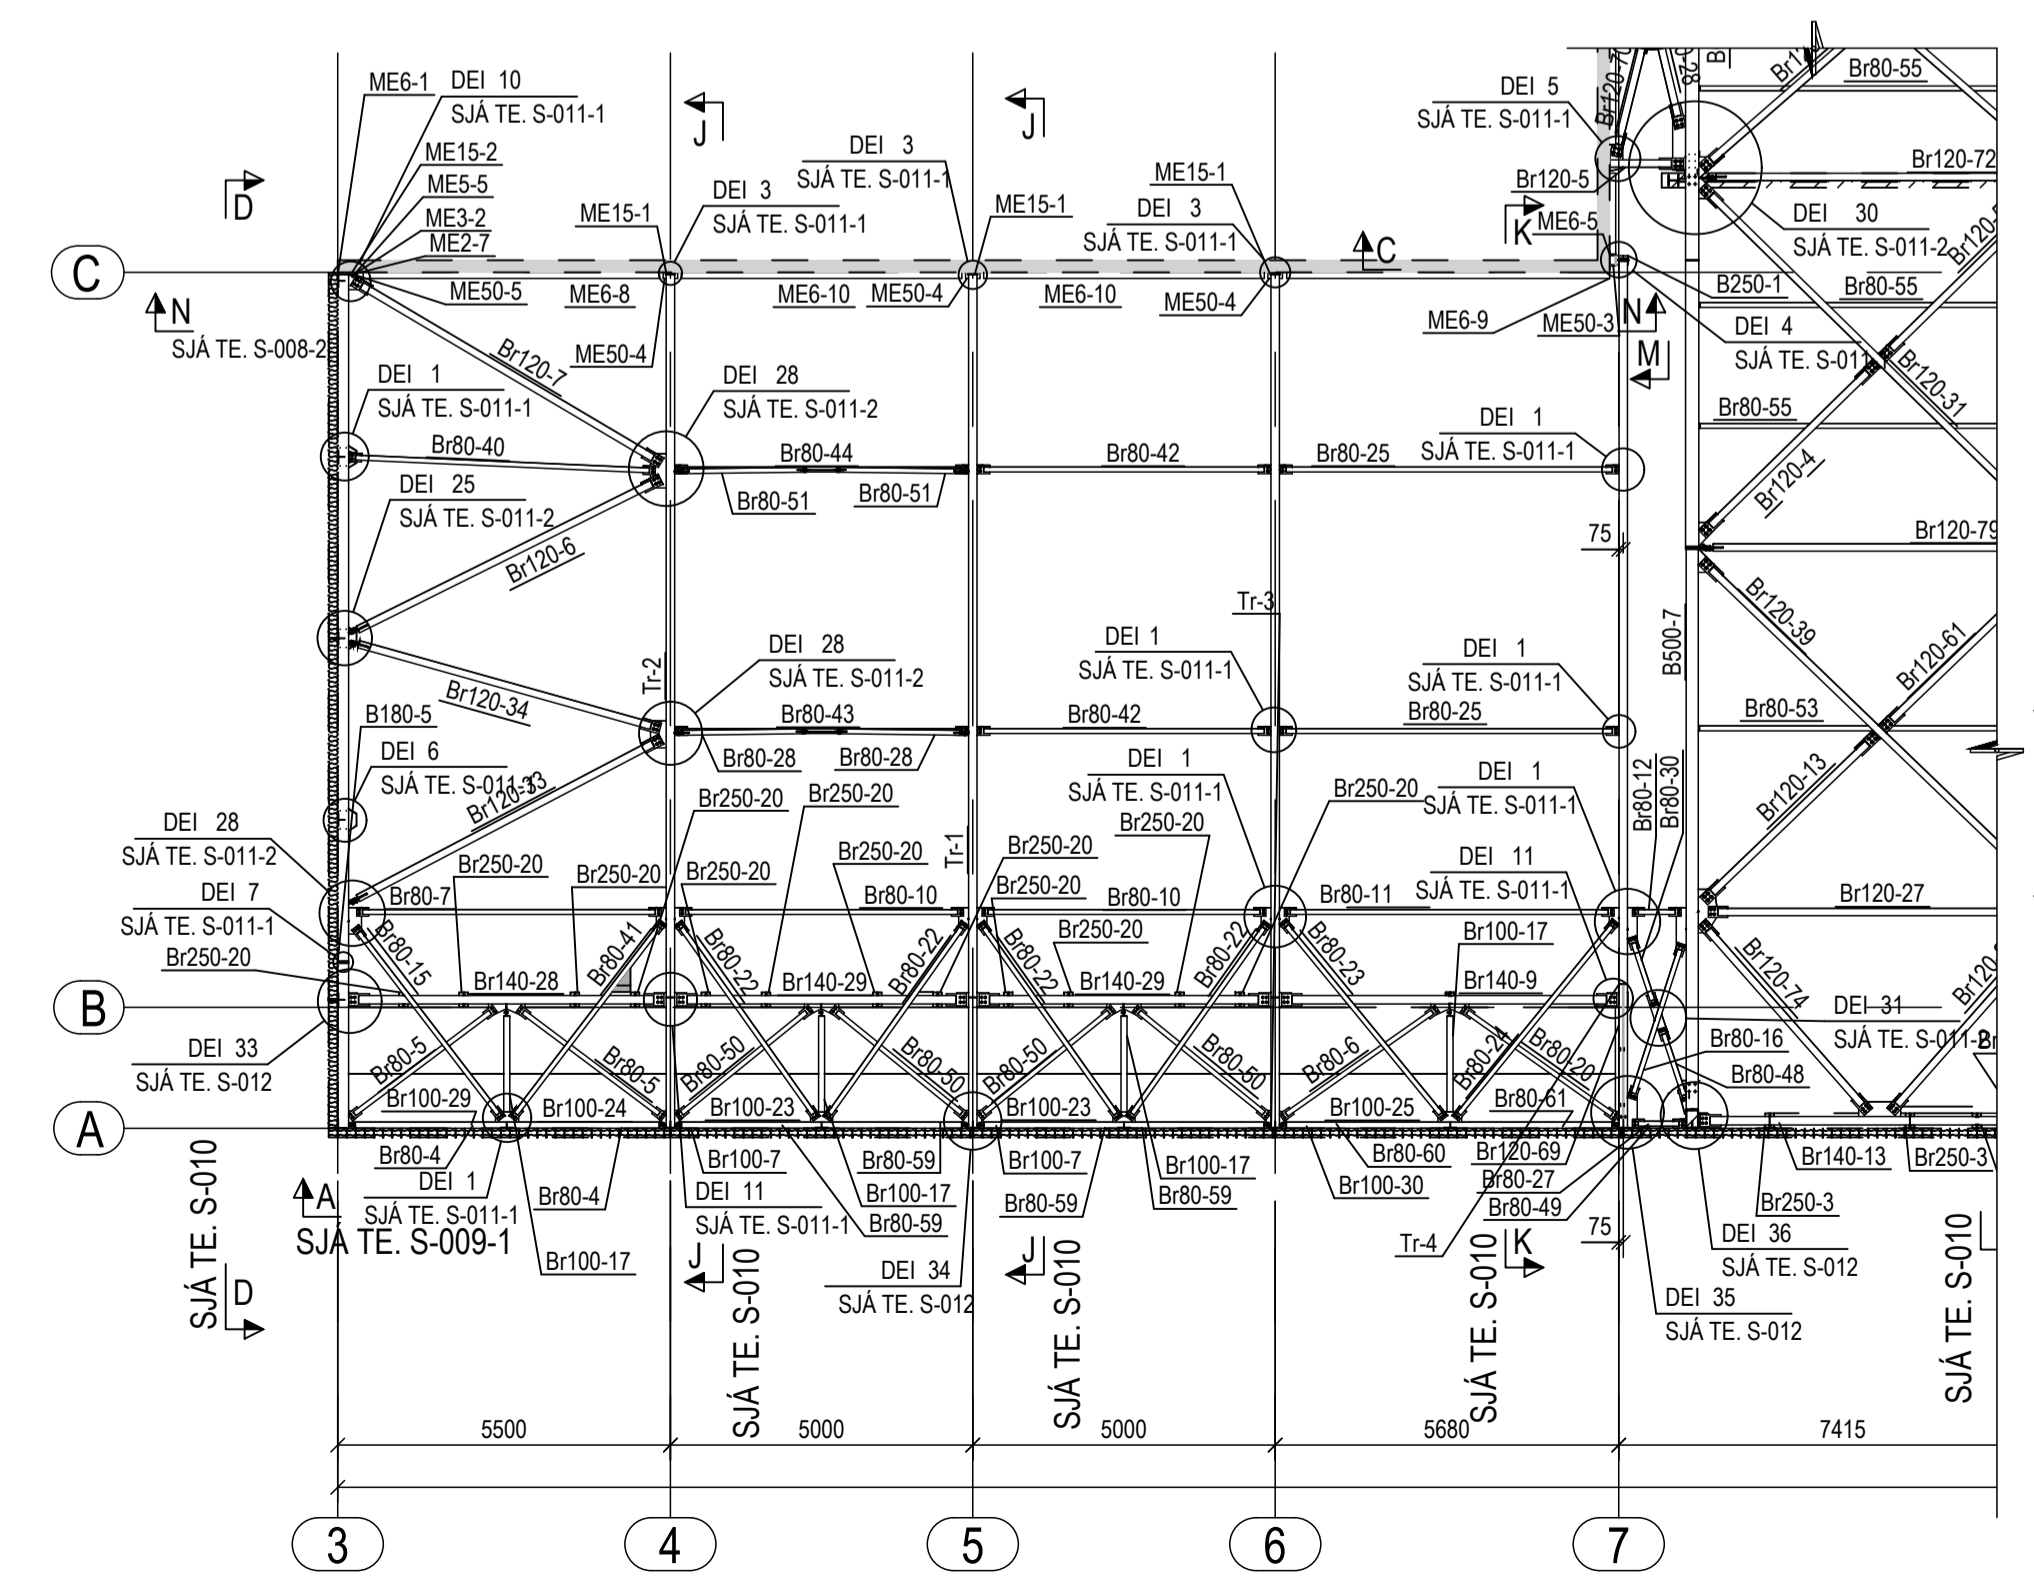 ME6-1
DEI 10
SJÁ TE. S-011-1
ME15-2
ME5-5
ME3-2
ME2-7
D
J
J
DEI 3
SJÁ TE. S-011-1
DEI 3
SJÁ TE. S-011-1
ME15-1
ME15-1
ME15-1
DEI 3
SJÁ TE. S-011-1
DEI 5
SJÁ TE. S-011-1
Br120-5
K
ME6-5
C
Br80-55
Br120-72
DEI 30
SJÁ TE. S-011-2
C
N
SJÁ TE. S-008-2
ME50-5
ME6-8
ME50-4
ME6-10
ME50-4
ME6-10
ME50-4
ME6-9
ME50-3
N
M
B250-1
DEI 4
SJÁ TE. S-011
Br80-55
Br120-31
Br80-55
Br120-4
Br120-7
DEI 1
SJÁ TE. S-011-1
Br80-40
DEI 28
SJÁ TE. S-011-2
Br80-44
Br80-51
Br80-51
Br80-42
Br80-25
DEI 1
SJÁ TE. S-011-1
DEI 25
SJÁ TE. S-011-2
Br120-6
75
Br120-79
Br120-39
Br120-61
B500-7
Tr-3
Tr-2
DEI 28
SJÁ TE. S-011-2
DEI 1
SJÁ TE. S-011-1
DEI 1
SJÁ TE. S-011-1
Br120-34
Br80-43
Br80-28
Br80-28
Br80-42
Br80-25
Br80-53
Br120-13
B180-5
DEI 6
Br120-33
DEI 1
SJÁ TE. S-011-1
DEI 1
SJÁ TE. S-011-1
Br80-12
Br80-30
DEI 28
SJÁ TE. S-011-2
DEI 7
SJÁ TE. S-011-1
Br250-20
Br250-20
Br250-20
Br250-20
Br250-20
Br250-20
Br250-20
Br250-20
Br250-20
Br250-20
Br250-20
Br250-20
Tr-1
Br80-7
Br80-10
Br80-10
Br80-11
DEI 11
SJÁ TE. S-011-1
Br120-27
Br80-15
Br80-41
Br80-22
Br80-22
Br80-22
Br80-22
Br80-23
Br100-17
Br140-28
Br140-29
Br140-29
Br140-9
Br120-74
B
DEI 33
SJÁ TE. S-012
Br80-5
Br80-5
Br80-50
Br80-50
Br80-50
Br80-50
Br80-6
Br80-24
Br80-20
DEI 31
Br80-16
Br80-48
A
Br100-29
Br100-24
Br100-23
Br100-23
Br100-25
Br80-61
Br80-4
DEI 1
SJÁ TE. S-011-1
Br80-4
Br100-7
DEI 11
SJÁ TE. S-011-1
Br80-59
Br100-17
Br80-59
Br100-7
Br80-59
Br100-17
Br80-59
Br80-60
Br100-30
Br120-69
Br80-27
Br80-49
Br140-13
Br250-3
Br250-3
A
SJÁ TE. S-009-1
Br100-17
SJÁ TE. S-010
D
J
SJÁ TE. S-010
DEI 34
SJÁ TE. S-012
J
SJÁ TE. S-010
Tr-4
K
SJÁ TE. S-010
75
DEI 36
SJÁ TE. S-012
DEI 35
SJÁ TE. S-012
SJÁ TE. S-010
5500
5000
5000
5680
7415
3
4
5
6
7